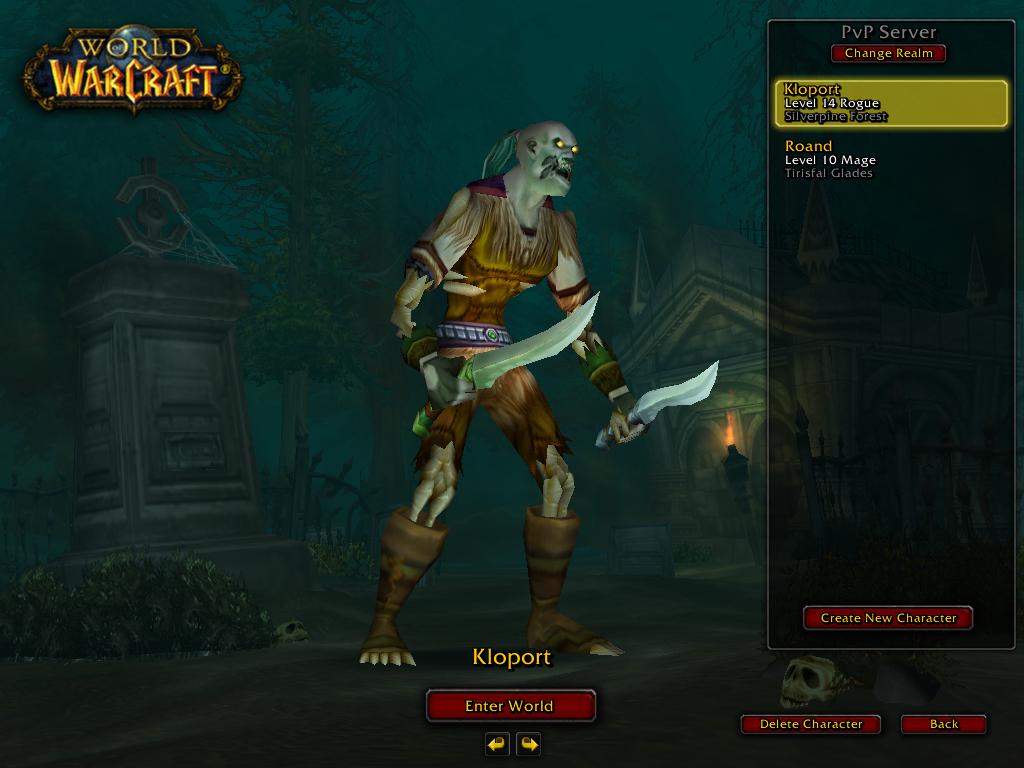 WORLD
of
WARCRAFT®
PvP Server
Change Realm
Kloport
Level 14 Rogue
Silverpine Forest
Roand
Level 10 Mage
Tirisfal Glades
Create New Character
Kloport
Enter World
Delete Character
Back